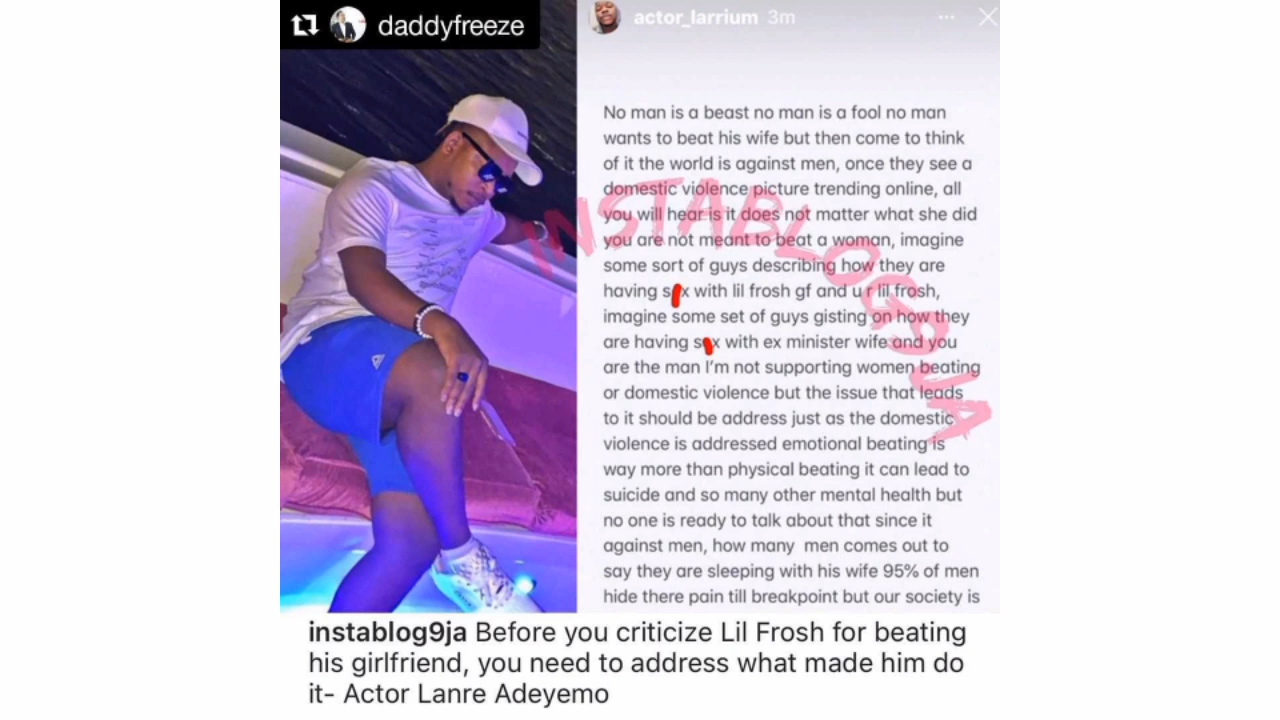 daddyfreeze
actor_larrium 3m
No man is a beast no man is a fool no man
wants to beat his wife but then come to think
of it the world is against men, once they see a
domestic violence picture trending online, all
you will hear is it does not matter what she did
you are not meant to beat a woman, imagine
some sort of guys describing how they are
having sx with lil frosh gf and u r lil frosh,
imagine some set of guys gisting on how they
are having sx with ex minister wife and you
are the man I'm not supporting women beating
or domestic violence but the issue that leads
to it should be address just as the domestic
violence is addressed emotional beating is
way more than physical beating it can lead to
suicide and so many other mental health but
no one is ready to talk about that since it
against men, how many men comes out to
say they are sleeping with his wife 95% of men
hide there pain till breakpoint but our society is
INSTABLOG9JA
instablog9ja Before you criticize Lil Frosh for beating
his girlfriend, you need to address what made him do
it- Actor Lanre Adeyemo